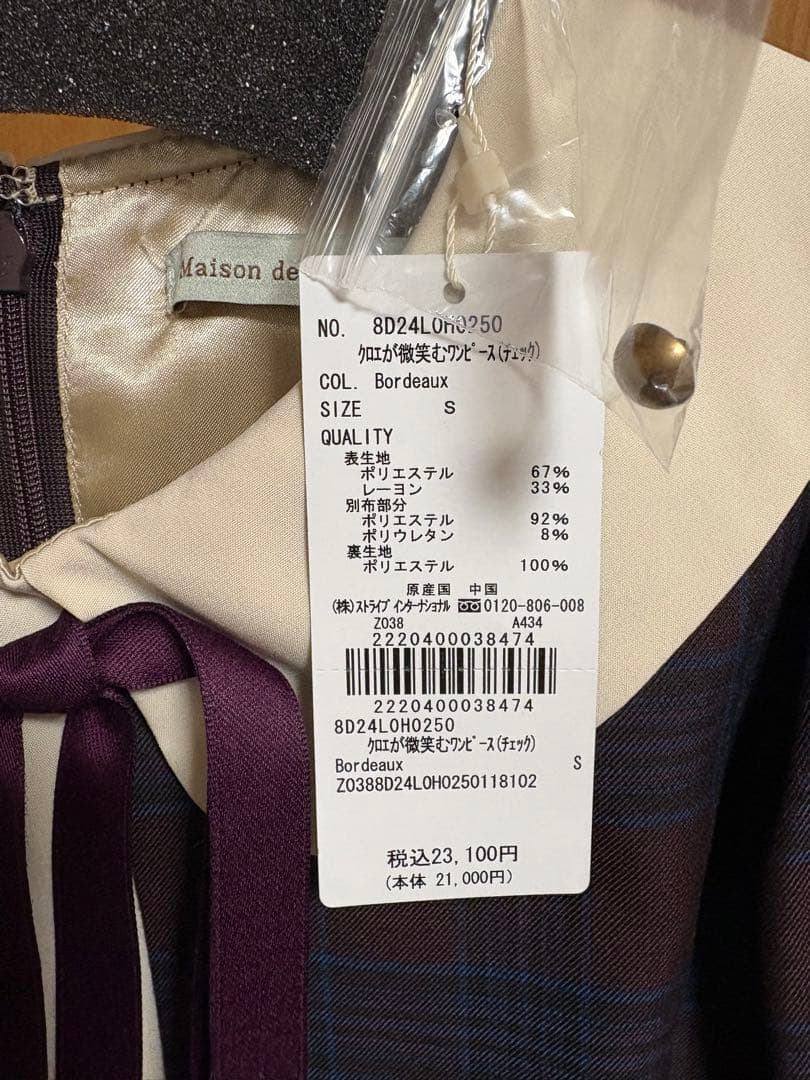 Maison de
NO. 8D24L0H0250
クロエが微笑むワンピース(チェック)
COL. Bordeaux
SIZE S
QUALITY
表生地
ポリエステル 67%
レーヨン 33%
別布部分
ポリエステル 92%
ポリウレタン 8%
裏生地
ポリエステル 100%
原産国 中国
(株)ストライプインターナショナル 0120-806-008
Z038 A434
2220400038474
2220400038474
8D24L0H0250
クロエが微笑むワンピース(チェック)
Bordeaux S
Z0388D24L0H0250118102
税込23,100円
(本体 21,000円)